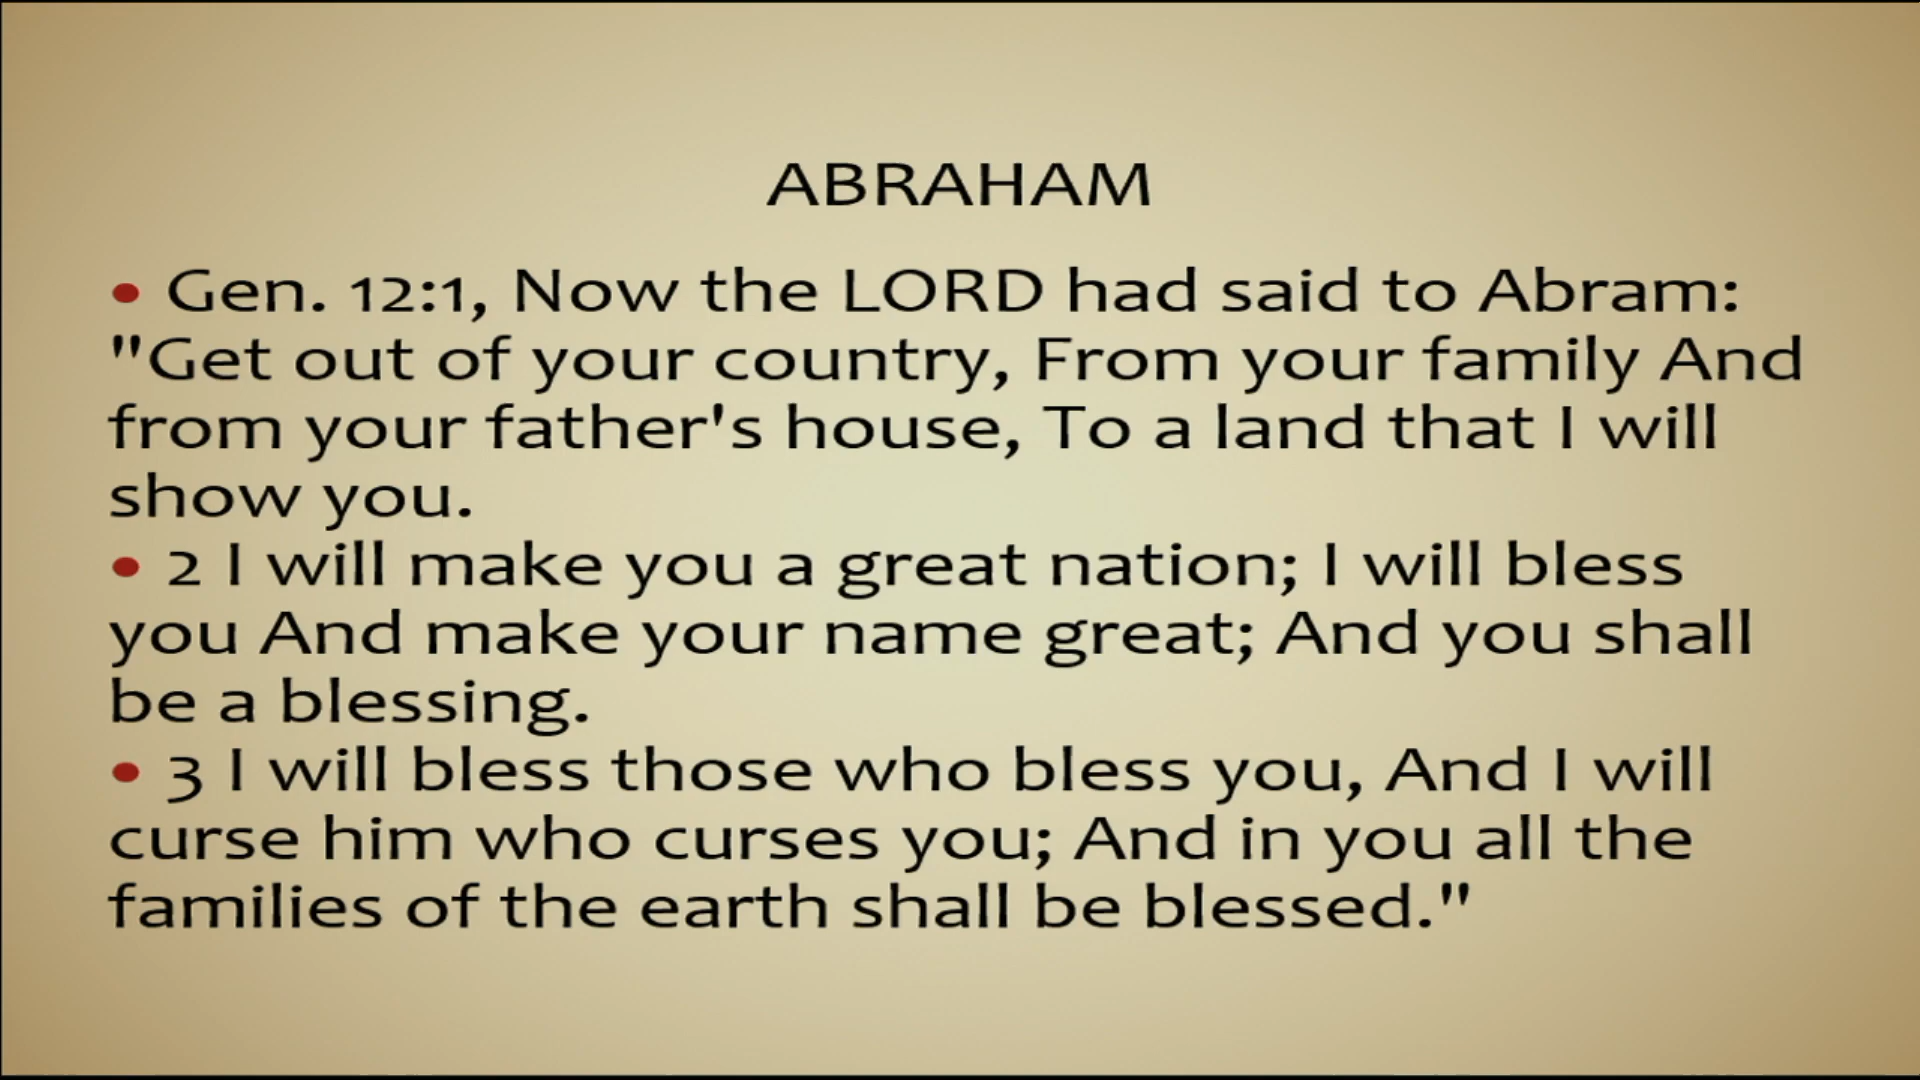 ABRAHAM
• Gen. 12:1, Now the LORD had said to Abram:
"Get out of your country, From your family And
from your father's house, To a land that I will
show you.
• 2 I will make you a great nation; I will bless
you And make your name great; And you shall
be a blessing.
• 3 I will bless those who bless you, And I will
curse him who curses you; And in you all the
families of the earth shall be blessed."